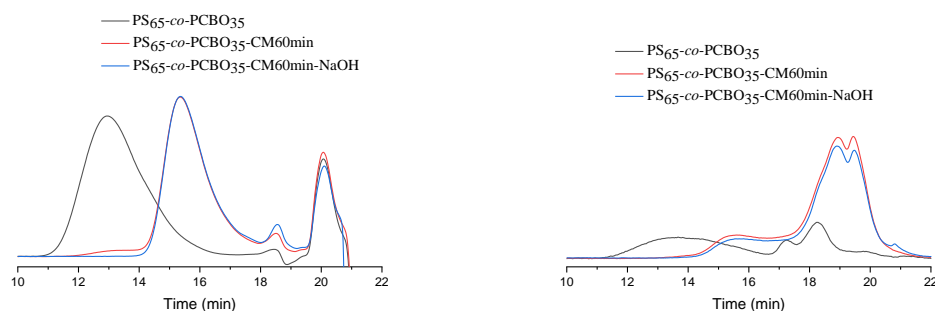 PS65-co-PCBO35
PS65-co-PCBO35-CM60min
PS65-co-PCBO35-CM60min-NaOH
10 12 14 16 18 20 22
Time (min)
PS65-co-PCBO35
PS65-co-PCBO35-CM60min
PS65-co-PCBO35-CM60min-NaOH
10 12 14 16 18 20 22
Time (min)